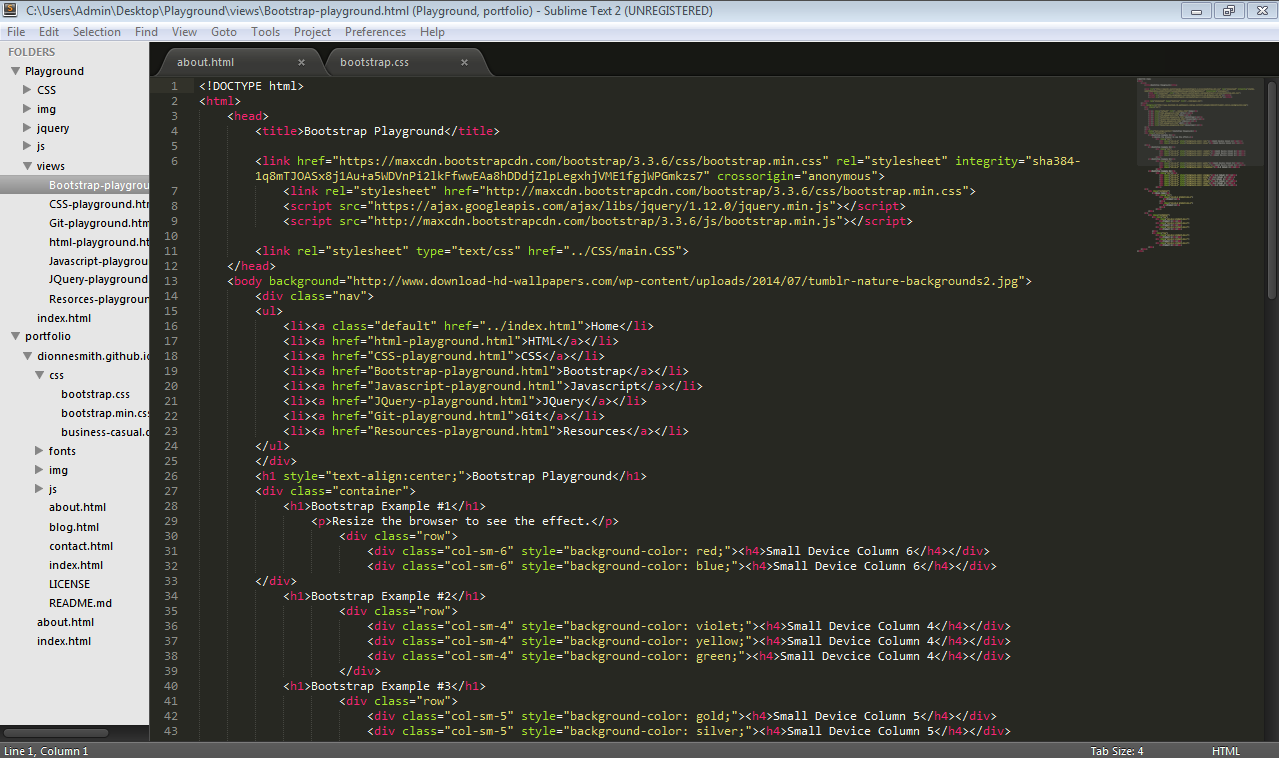 C:\Users\Admin\Desktop\Playground\views\Bootstrap-playground.html (Playground, portfolio) - Sublime Text 2 (UNREGISTERED)
File Edit Selection Find View Goto Tools Project Preferences Help
FOLDERS
Playground
CSS
img
jquery
js
views
Bootstrap-playgrou
CSS-playground.htm
Git-playground.htm
html-playground.ht
Javascript-playgrou
JQuery-playground
Resorces-playgroun
index.html
portfolio
dionnesmith.github.io
css
bootstrap.css
bootstrap.min.css
business-casual.c
fonts
img
js
about.html
blog.html
contact.html
index.html
LICENSE
README.md
about.html
index.html
about.html × bootstrap.css ×
1 <!DOCTYPE html>
2 <html>
3 <head>
4 <title>Bootstrap Playground</title>
5
6 <link href="https://maxcdn.bootstrapcdn.com/bootstrap/3.3.6/css/bootstrap.min.css" rel="stylesheet" integrity="sha384-
1q8mTJOASx8j1Au+a5WDVnPi2lkFfwwEAa8hDDdjZlpLegxhjVME1fgjWPGmkzs7" crossorigin="anonymous">
7 <link rel="stylesheet" href="http://maxcdn.bootstrapcdn.com/bootstrap/3.3.6/css/bootstrap.min.css">
8 <script src="https://ajax.googleapis.com/ajax/libs/jquery/1.12.0/jquery.min.js"></script>
9 <script src="http://maxcdn.bootstrapcdn.com/bootstrap/3.3.6/js/bootstrap.min.js"></script>
10
11 <link rel="stylesheet" type="text/css" href="../CSS/main.CSS">
12 </head>
13 <body background="http://www.download-hd-wallpapers.com/wp-content/uploads/2014/07/tumblr-nature-backgrounds2.jpg">
14 <div class="nav">
15 <ul>
16 <li><a class="default" href="../index.html">Home</li>
17 <li><a href="html-playground.html">HTML</a></li>
18 <li><a href="CSS-playground.html">CSS</a></li>
19 <li><a href="Bootstrap-playground.html">Bootstrap</a></li>
20 <li><a href="Javascript-playground.html">Javascript</a></li>
21 <li><a href="JQuery-playground.html">JQuery</a></li>
22 <li><a href="Git-playground.html">Git</a></li>
23 <li><a href="Resources-playground.html">Resources</a></li>
24 </ul>
25 </div>
26 <h1 style="text-align:center;">Bootstrap Playground</h1>
27 <div class="container">
28 <h1>Bootstrap Example #1</h1>
29 <p>Resize the browser to see the effect.</p>
30 <div class="row">
31 <div class="col-sm-6" style="background-color: red;"><h4>Small Device Column 6</h4></div>
32 <div class="col-sm-6" style="background-color: blue;"><h4>Small Device Column 6</h4></div>
33 </div>
34 <h1>Bootstrap Example #2</h1>
35 <div class="row">
36 <div class="col-sm-4" style="background-color: violet;"><h4>Small Devcice Column 4</h4></div>
37 <div class="col-sm-4" style="background-color: yellow;"><h4>Small Devcice Column 4</h4></div>
38 <div class="col-sm-4" style="background-color: green;"><h4>Small Devcice Column 4</h4></div>
39 </div>
40 <h1>Bootstrap Example #3</h1>
41 <div class="row">
42 <div class="col-sm-5" style="background-color: gold;"><h4>Small Device Column 5</h4></div>
43 <div class="col-sm-5" style="background-color: silver;"><h4>Small Device Column 5</h4></div>
Line 1, Column 1 Tab Size: 4 HTML